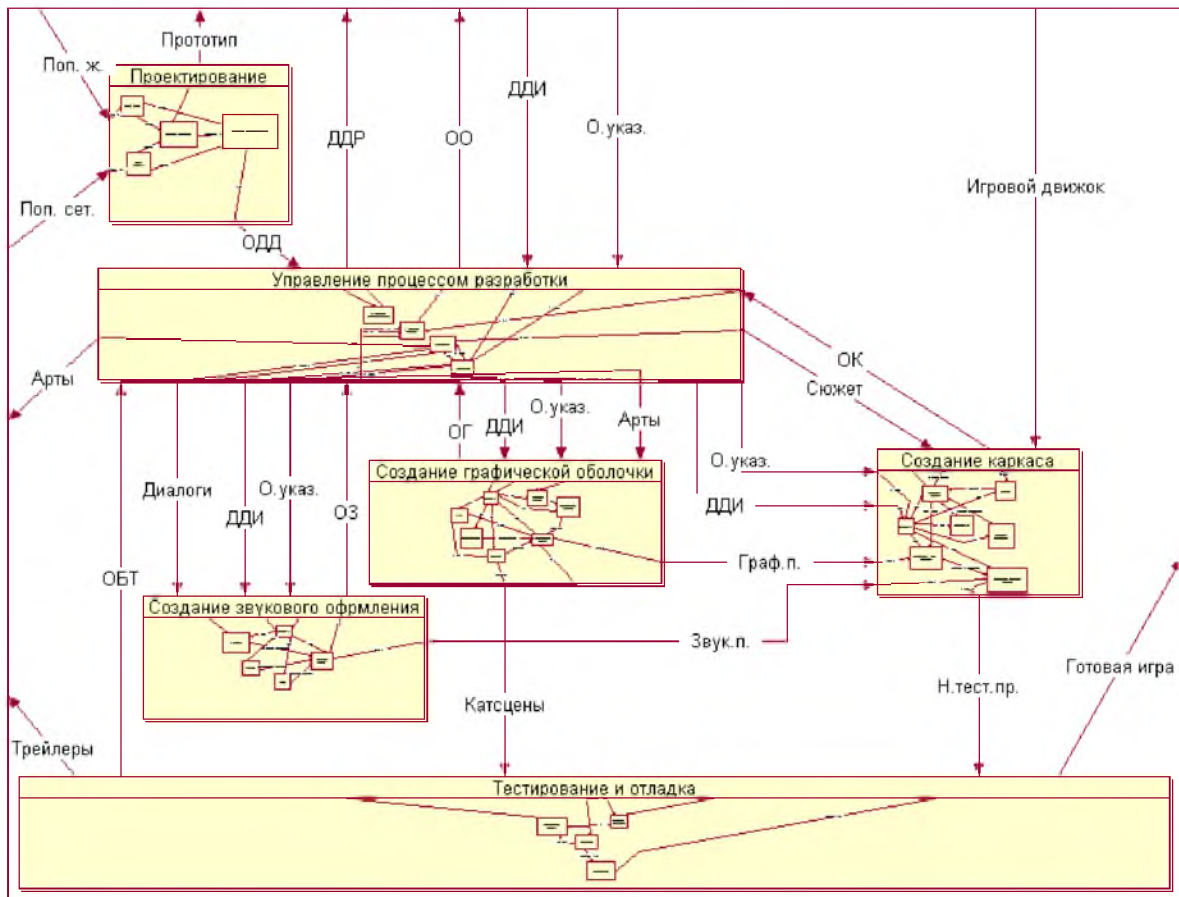 Прототип
Поп. ж.
Проектирование
ДДИ
О.указ.
ДДР
ОО
Игровой движок
Поп. сет.
ОДД
Управление процессом разработки
ОК
Арты
Сюжет
О.указ.
Арты
ДДИ
ОГ
О.указ.
Создание каркаса
Создание графической оболочки
Диалоги
О.указ.
ОЗ
ДДИ
ДДИ
Граф.п.
ОБТ
Создание звукового офрмления
Звук.п.
Готовая игра
Н.тест.пр.
Катсцены
Трейлеры
Тестирование и отладка